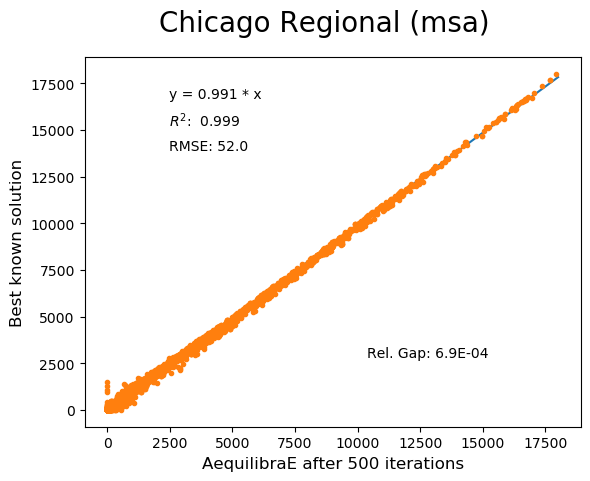 Chicago Regional (msa)
y = 0.991 * x
R²: 0.999
RMSE: 52.0
Rel. Gap: 6.9E-04
Best known solution
17500
15000
12500
10000
7500
5000
2500
0
0 2500 5000 7500 10000 12500 15000 17500
AequilibraE after 500 iterations